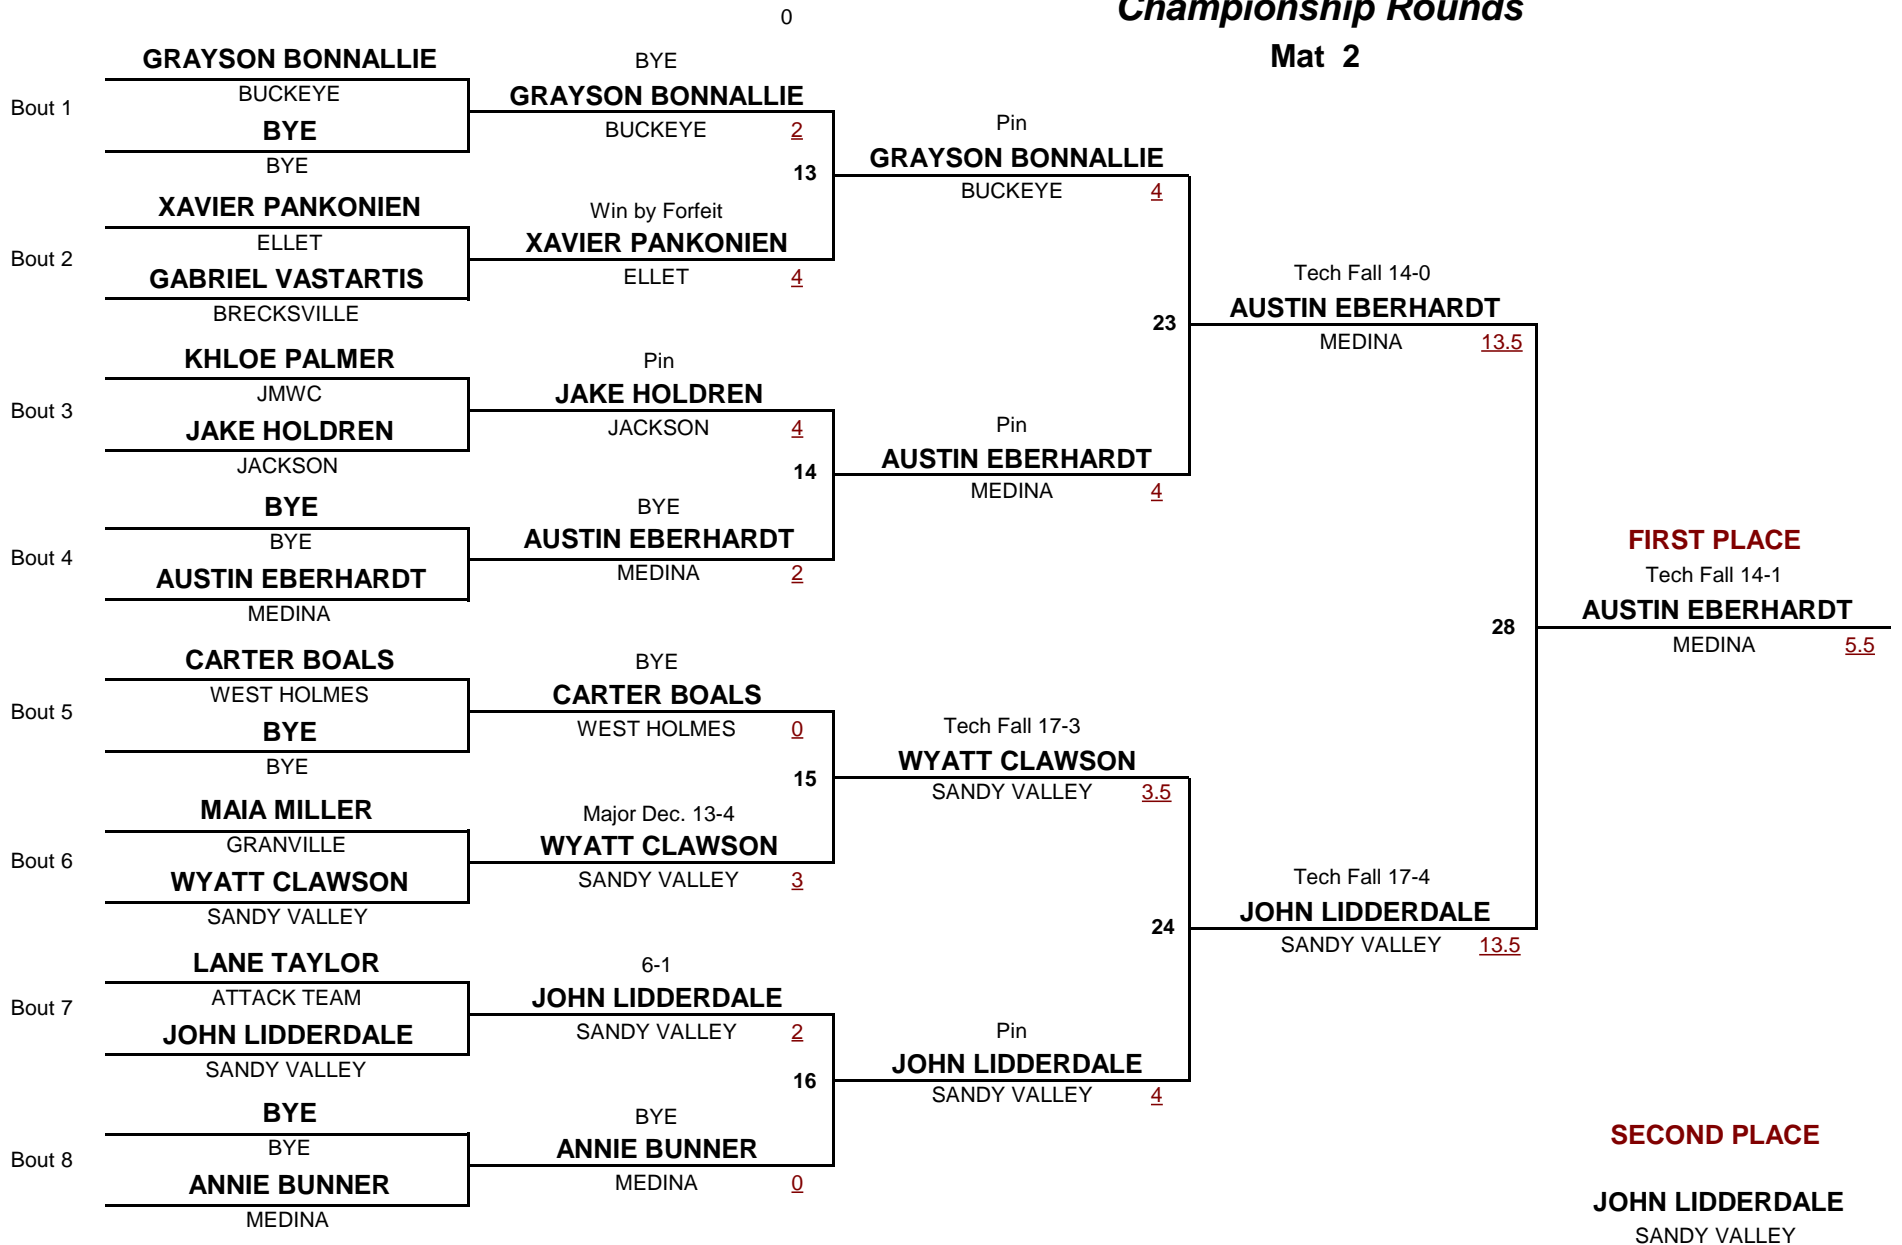 0
Championship Rounds
Mat 2
GRAYSON BONNALLIE
BUCKEYE
Bout 1
BYE
BYE
XAVIER PANKONIEN
ELLET
Bout 2
GABRIEL VASTARTIS
BRECKSVILLE
KHLOE PALMER
JMWC
Bout 3
JAKE HOLDREN
JACKSON
BYE
BYE
Bout 4
AUSTIN EBERHARDT
MEDINA
CARTER BOALS
WEST HOLMES
Bout 5
BYE
BYE
MAIA MILLER
GRANVILLE
Bout 6
WYATT CLAWSON
SANDY VALLEY
LANE TAYLOR
ATTACK TEAM
Bout 7
JOHN LIDDERDALE
SANDY VALLEY
BYE
BYE
Bout 8
ANNIE BUNNER
MEDINA
BYE
GRAYSON BONNALLIE
BUCKEYE 2
13
Win by Forfeit
XAVIER PANKONIEN
ELLET 4
Pin
JAKE HOLDREN
JACKSON 4
14
BYE
AUSTIN EBERHARDT
MEDINA 2
BYE
CARTER BOALS
WEST HOLMES 0
15
Major Dec. 13-4
WYATT CLAWSON
SANDY VALLEY 3
6-1
JOHN LIDDERDALE
SANDY VALLEY 2
16
BYE
ANNIE BUNNER
MEDINA 0
Pin
GRAYSON BONNALLIE
BUCKEYE 4
23
Pin
AUSTIN EBERHARDT
MEDINA 4
Tech Fall 17-3
WYATT CLAWSON
SANDY VALLEY 3.5
24
Pin
JOHN LIDDERDALE
SANDY VALLEY 4
Tech Fall 14-0
AUSTIN EBERHARDT
MEDINA 13.5
28
Tech Fall 17-4
JOHN LIDDERDALE
SANDY VALLEY 13.5
FIRST PLACE
Tech Fall 14-1
AUSTIN EBERHARDT
MEDINA 5.5
SECOND PLACE
JOHN LIDDERDALE
SANDY VALLEY